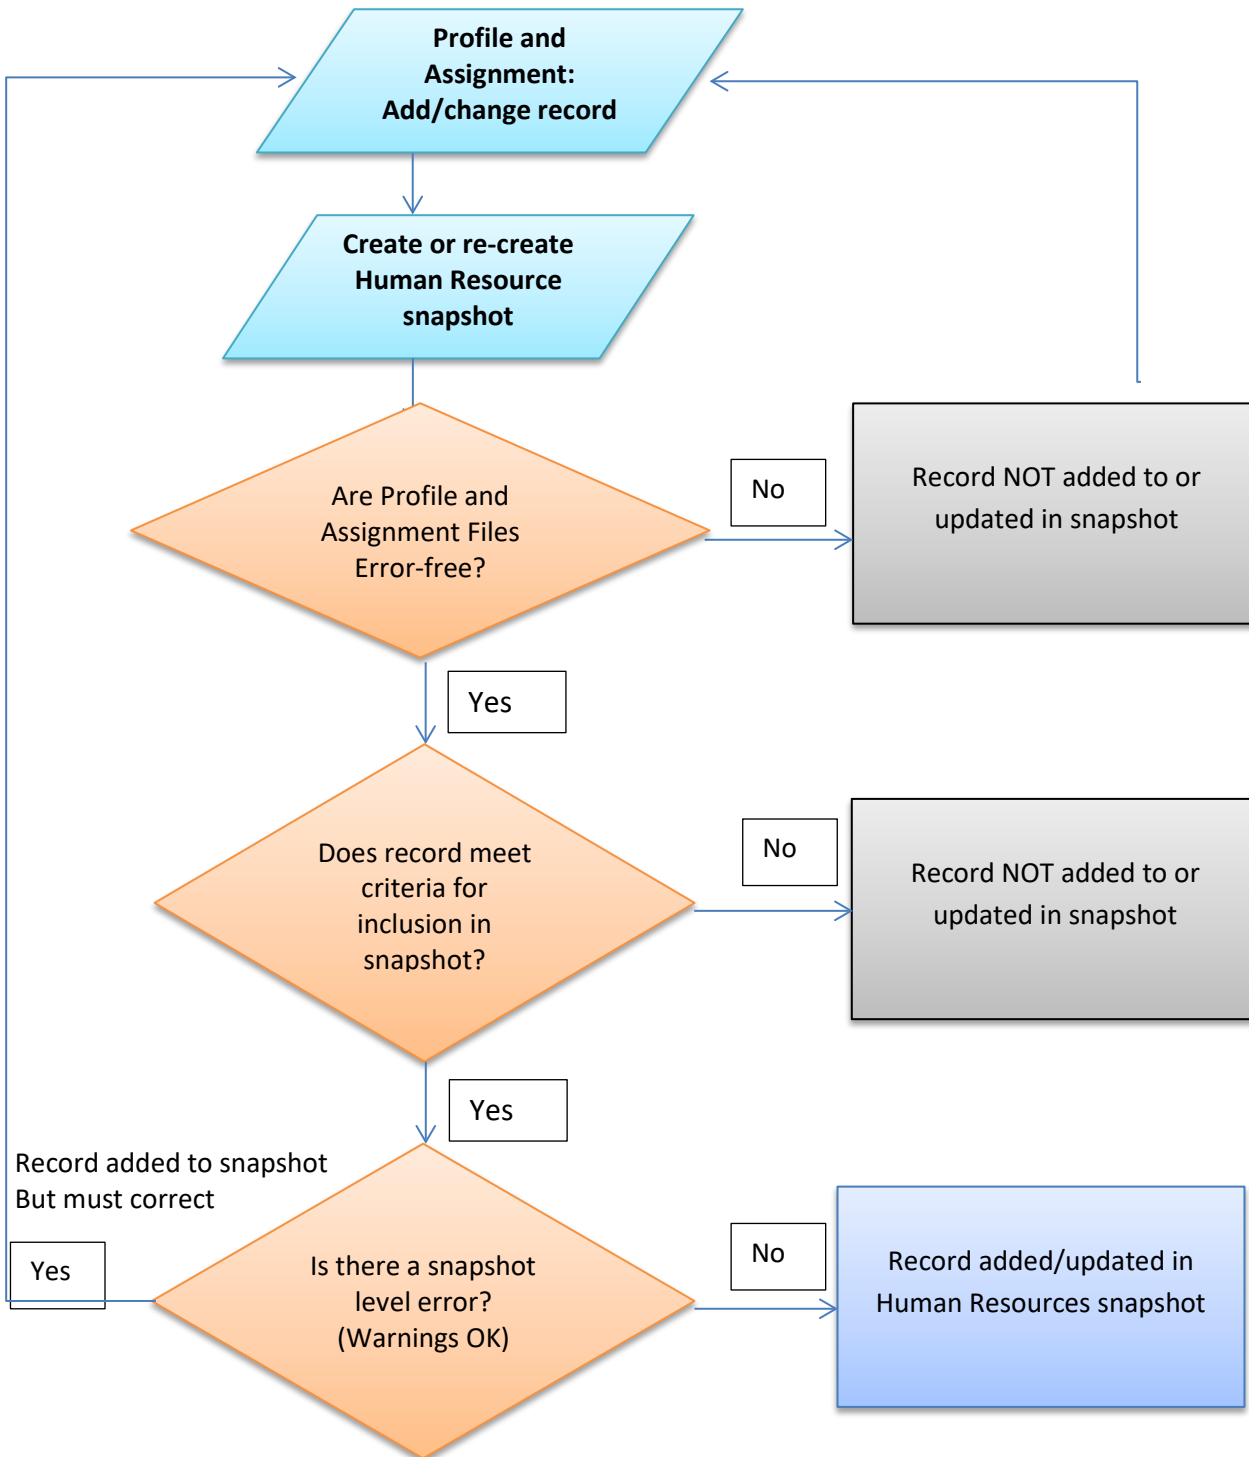 Profile and
Assignment:
Add/change record
Create or re-create
Human Resource
snapshot
Are Profile and
Assignment Files
Error-free?
No
Record NOT added to or
updated in snapshot
Yes
Does record meet
criteria for
inclusion in
snapshot?
No
Record NOT added to or
updated in snapshot
Yes
Record added to snapshot
But must correct
Yes
Is there a snapshot
level error?
(Warnings OK)
No
Record added/updated in
Human Resources snapshot